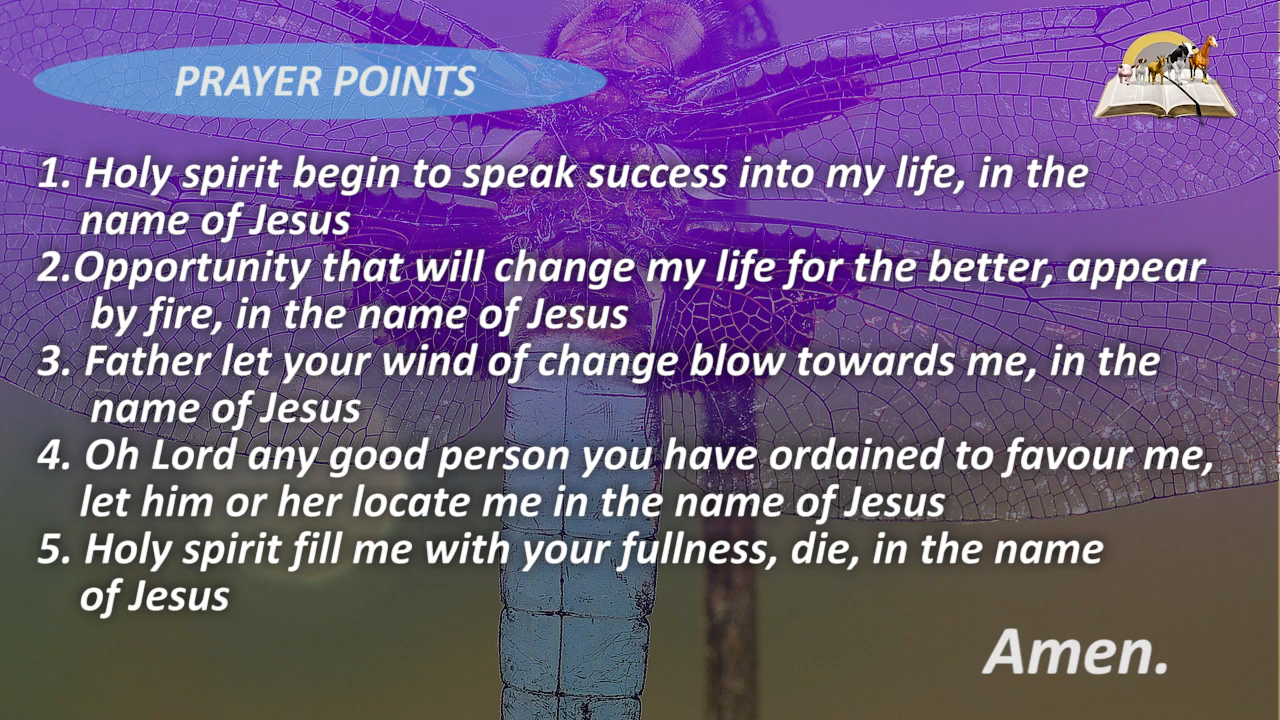 PRAYER POINTS
1. Holy spirit begin to speak success into my life, in the
name of Jesus
2.Opportunity that will change my life for the better, appear
by fire, in the name of Jesus
3. Father let your wind of change blow towards me, in the
name of Jesus
4. Oh Lord any good person you have ordained to favour me,
let him or her locate me in the name of Jesus
5. Holy spirit fill me with your fullness, die, in the name
of Jesus
Amen.